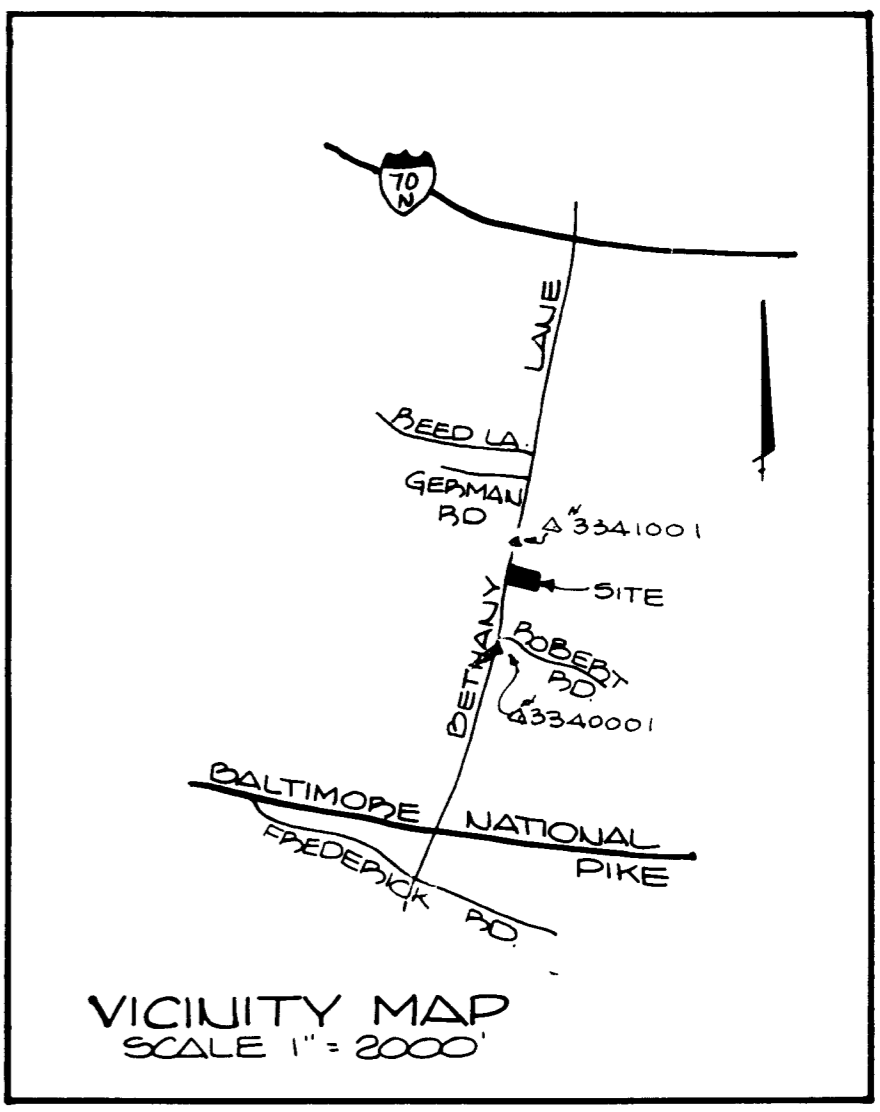 70
N
LANE
REED LA.
GERMAN
RD
△"3341001
SITE
BETHANY
ROBERT
RD.
△"3340001
BALTIMORE NATIONAL
PIKE
FREDERICK RD.
VICINITY MAP
SCALE 1" = 2000'